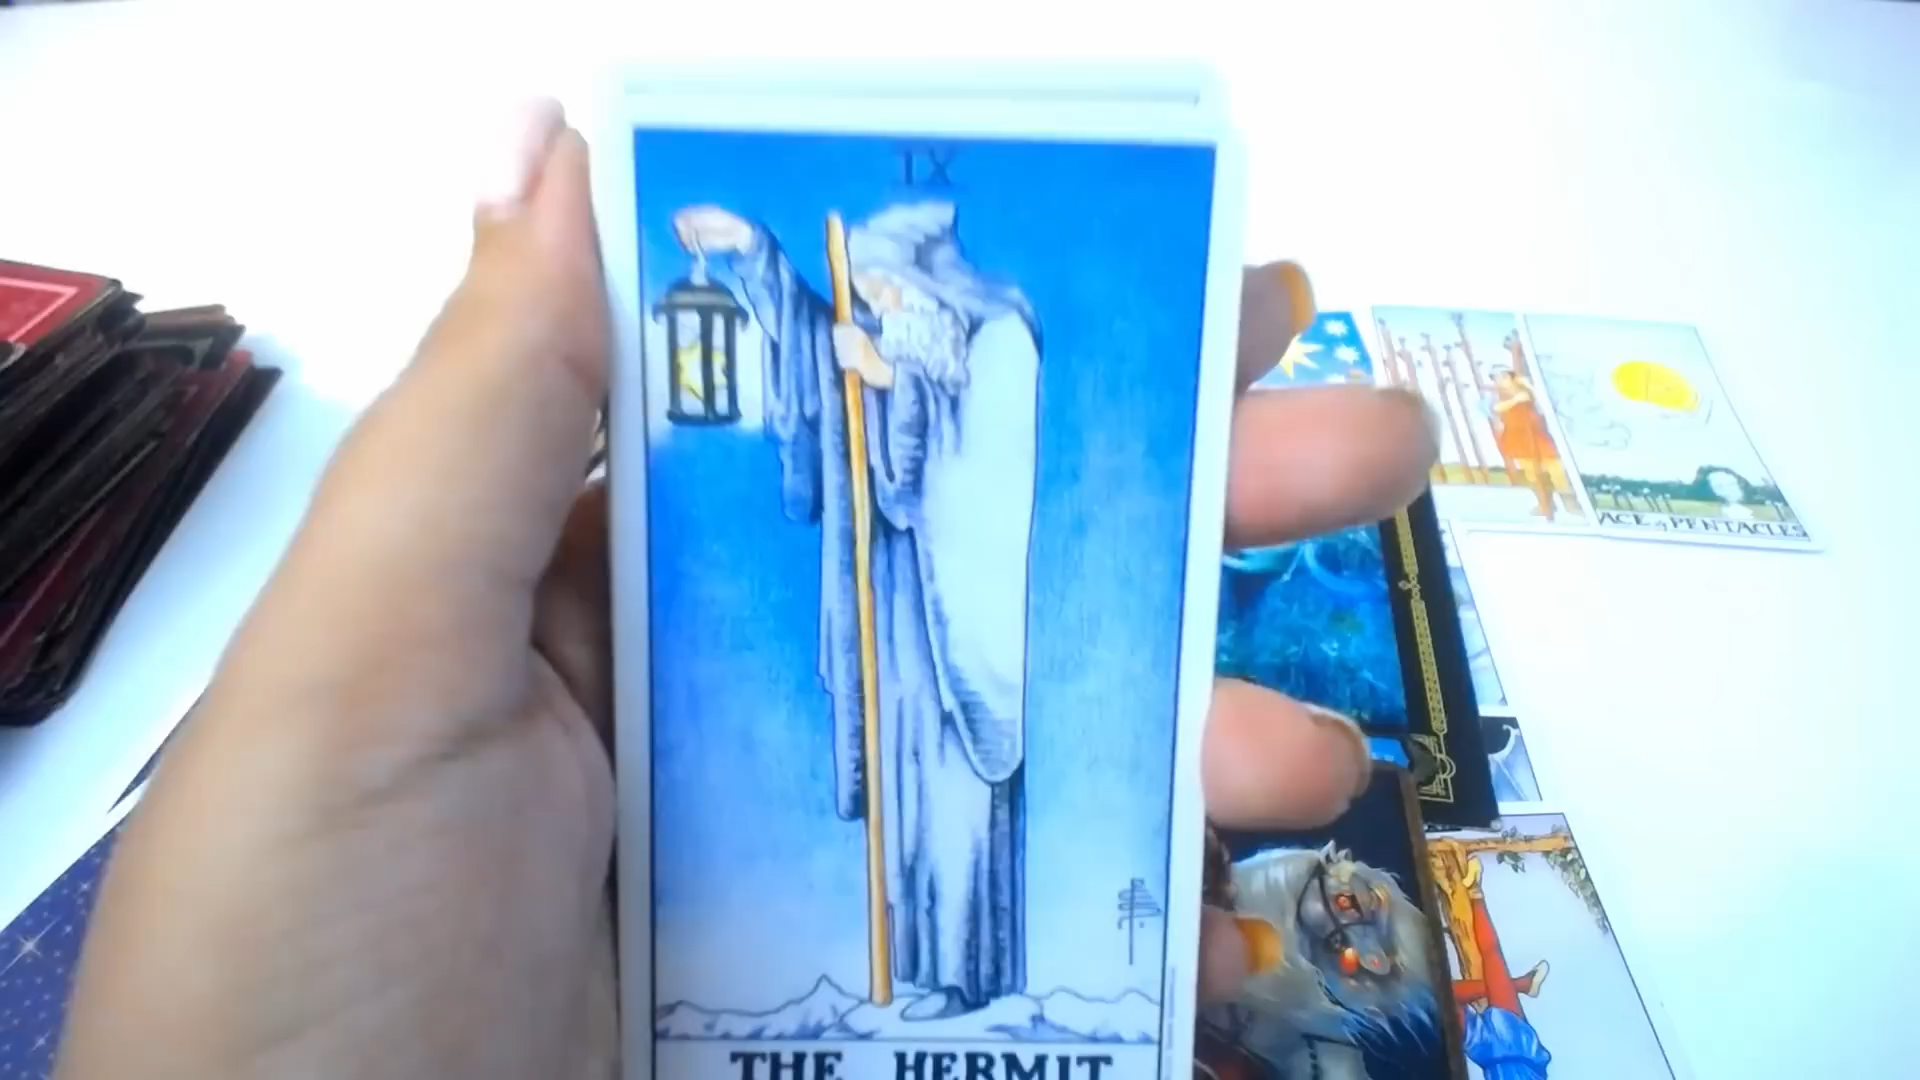 IX
THE HERMIT
ACE of PENTACLES